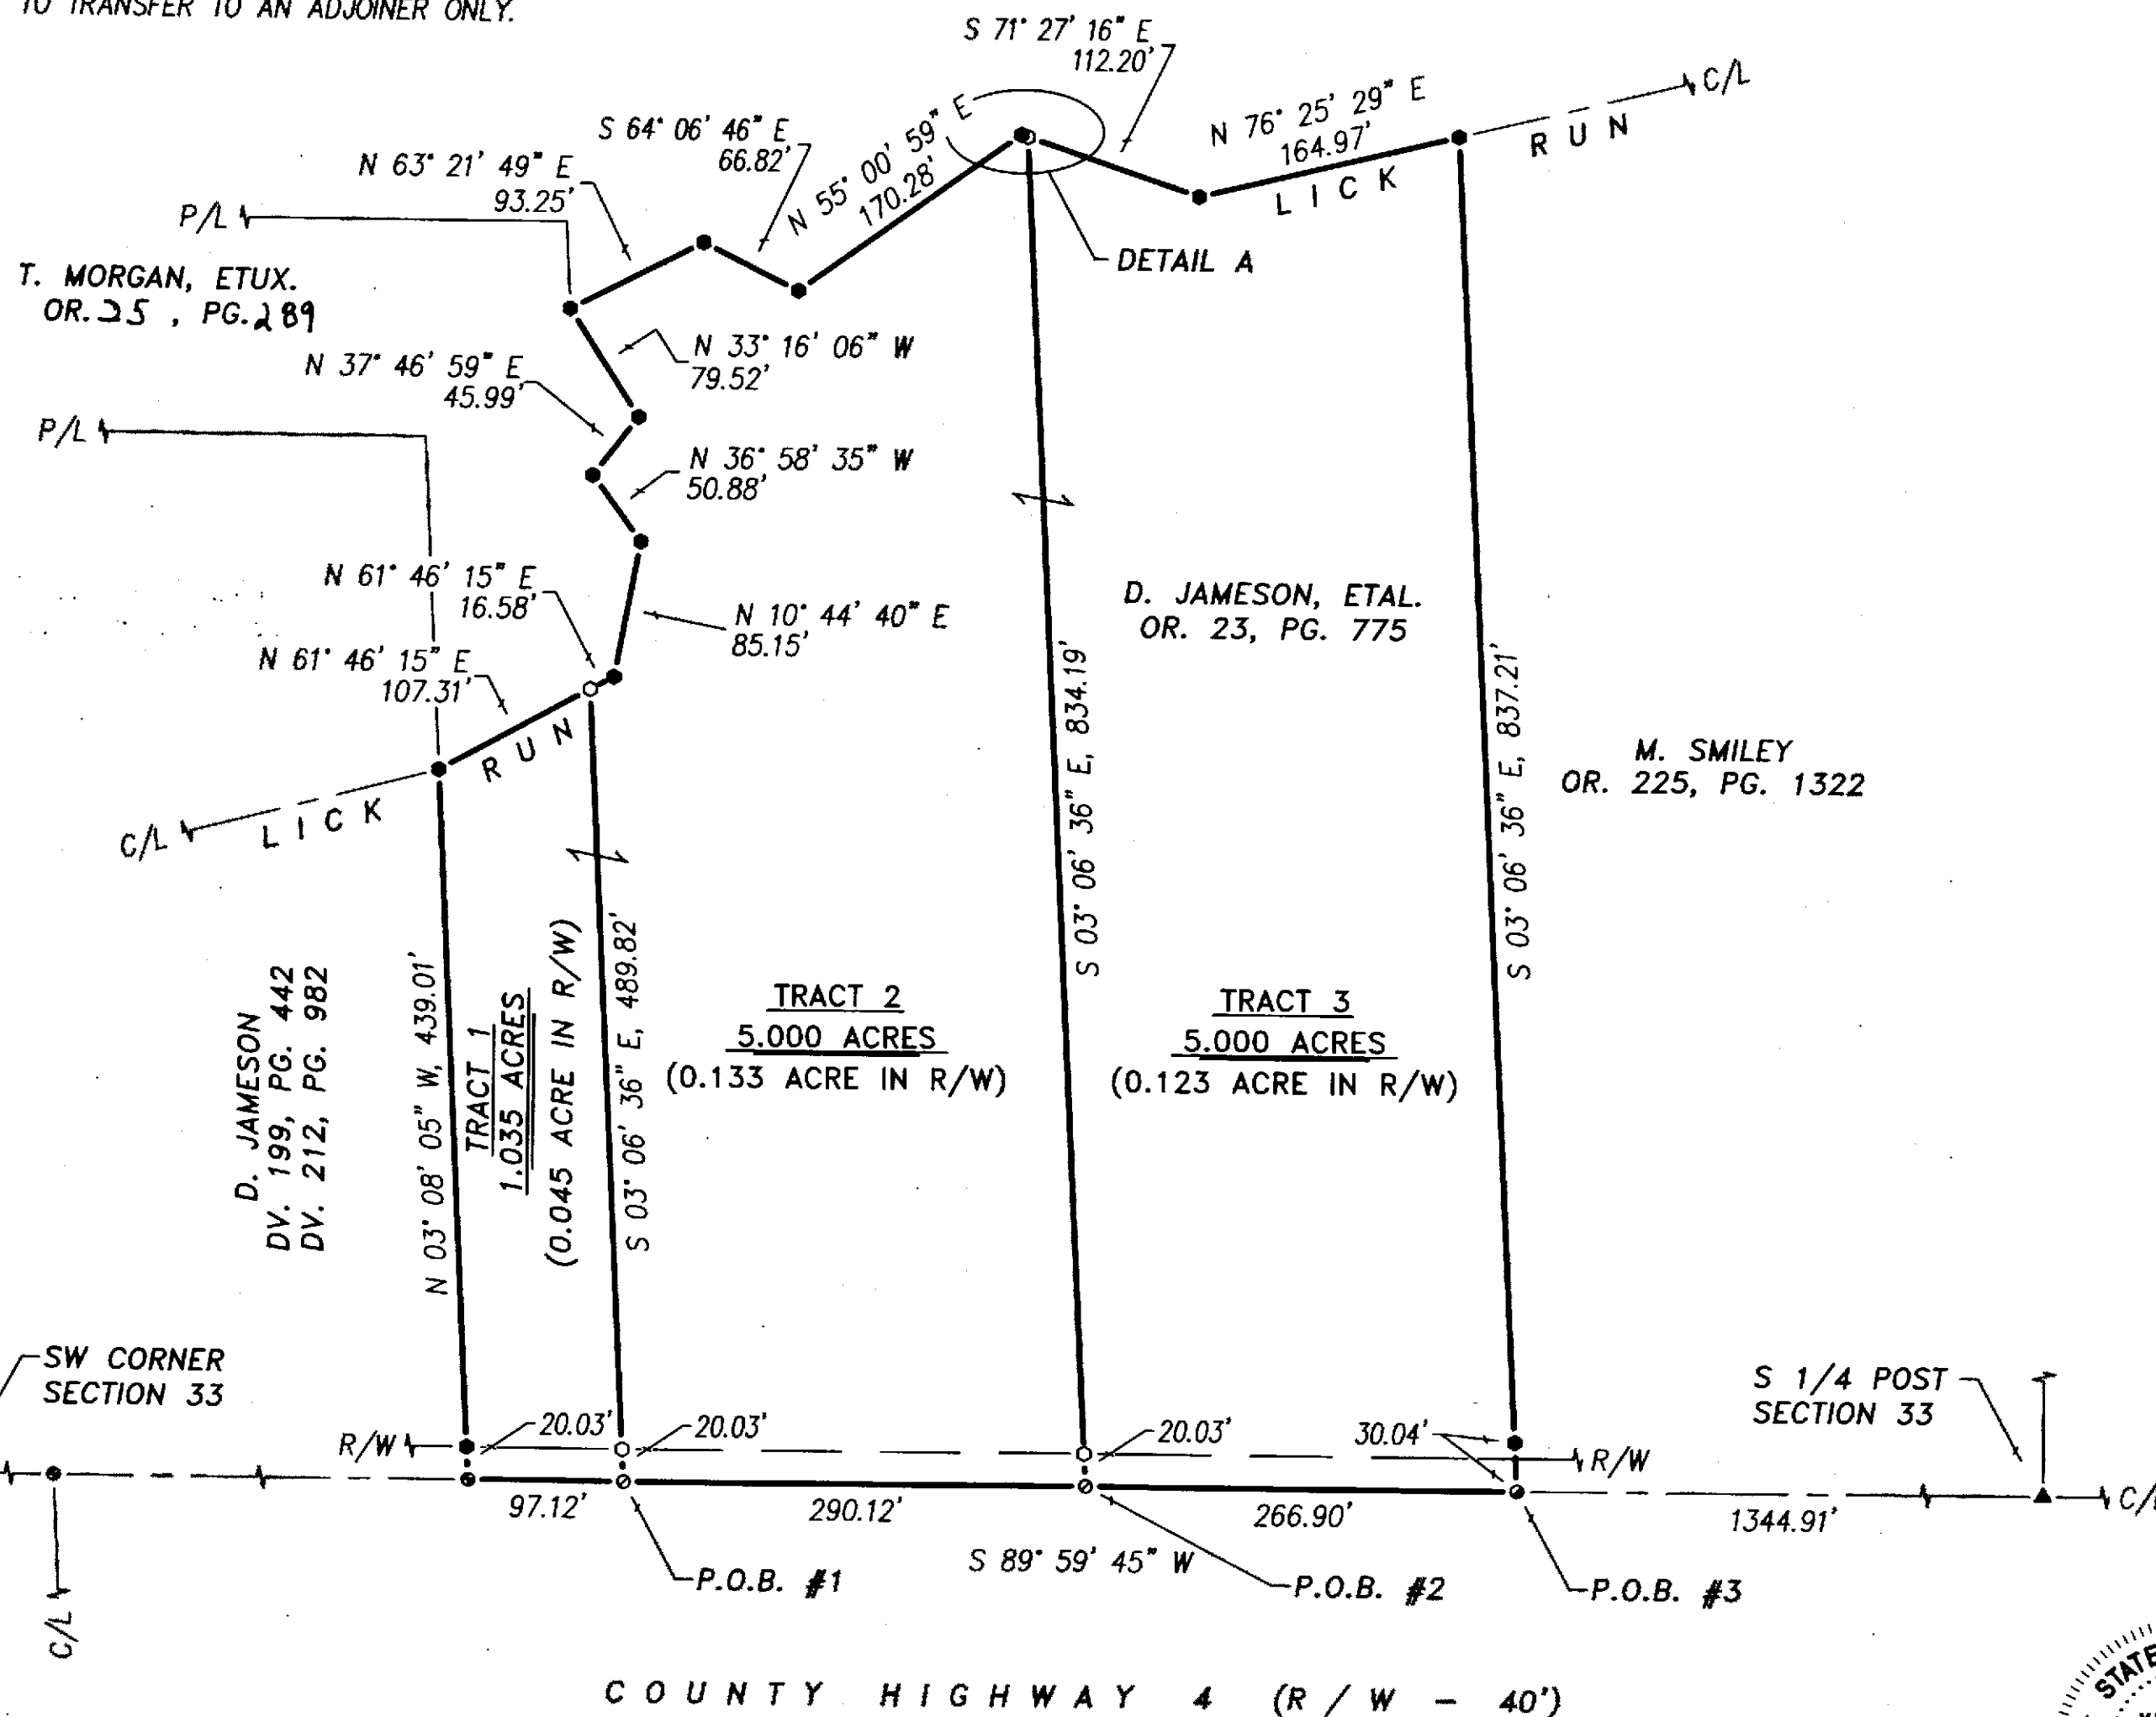 TO TRANSFER TO AN ADJOINER ONLY.
S 71° 27' 16" E
112.20'
C/L
N 76° 25' 29" E
164.97'
LICK RUN
S 64° 06' 46" E
66.82'
N 55° 00' 59" E
170.28'
N 63° 21' 49" E
93.25'
P/L
DETAIL A
T. MORGAN, ETUX.
OR. 25 , PG. 289
N 33° 16' 06" W
79.52'
N 37° 46' 59" E
45.99'
P/L
N 36° 58' 35" W
50.88'
N 61° 46' 15" E
16.58'
N 10° 44' 40" E
85.15'
D. JAMESON, ETAL.
OR. 23, PG. 775
N 61° 46' 15" E
107.31'
C/L
LICK RUN
M. SMILEY
OR. 225, PG. 1322
D. JAMESON
DV. 199, PG. 442
DV. 212, PG. 982
N 03° 08' 05" W, 439.01'
TRACT 1
1.035 ACRES
(0.045 ACRE IN R/W)
S 03° 06' 36" E, 489.82'
TRACT 2
5.000 ACRES
(0.133 ACRE IN R/W)
S 03° 06' 36" E, 834.19'
TRACT 3
5.000 ACRES
(0.123 ACRE IN R/W)
S 03° 06' 36" E, 837.21'
SW CORNER
SECTION 33
S 1/4 POST
SECTION 33
R/W
20.03'
20.03'
20.03'
30.04'
R/W
97.12'
290.12'
266.90'
1344.91'
C/L
S 89° 59' 45" W
P.O.B. #1
P.O.B. #2
P.O.B. #3
C/L
COUNTY HIGHWAY 4 (R/W - 40')
STATE